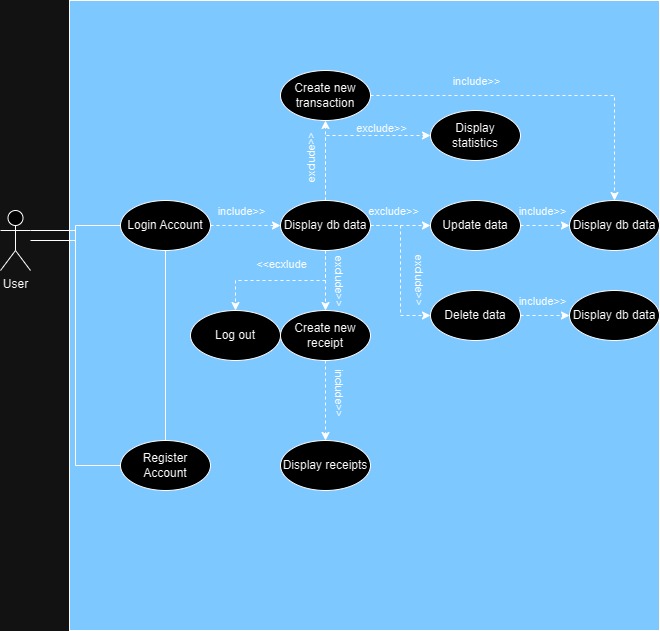 include>>
Create new
transaction
exclude>>
Display
statistics
exclude>>
User
Login Account
include>>
Display db data
exclude>>
Update data
include>>
Display db data
<<ecxlude
exclude>>
exclude>>
Log out
Create new
receipt
Delete data
include>>
Display db data
include>>
Register
Account
Display receipts